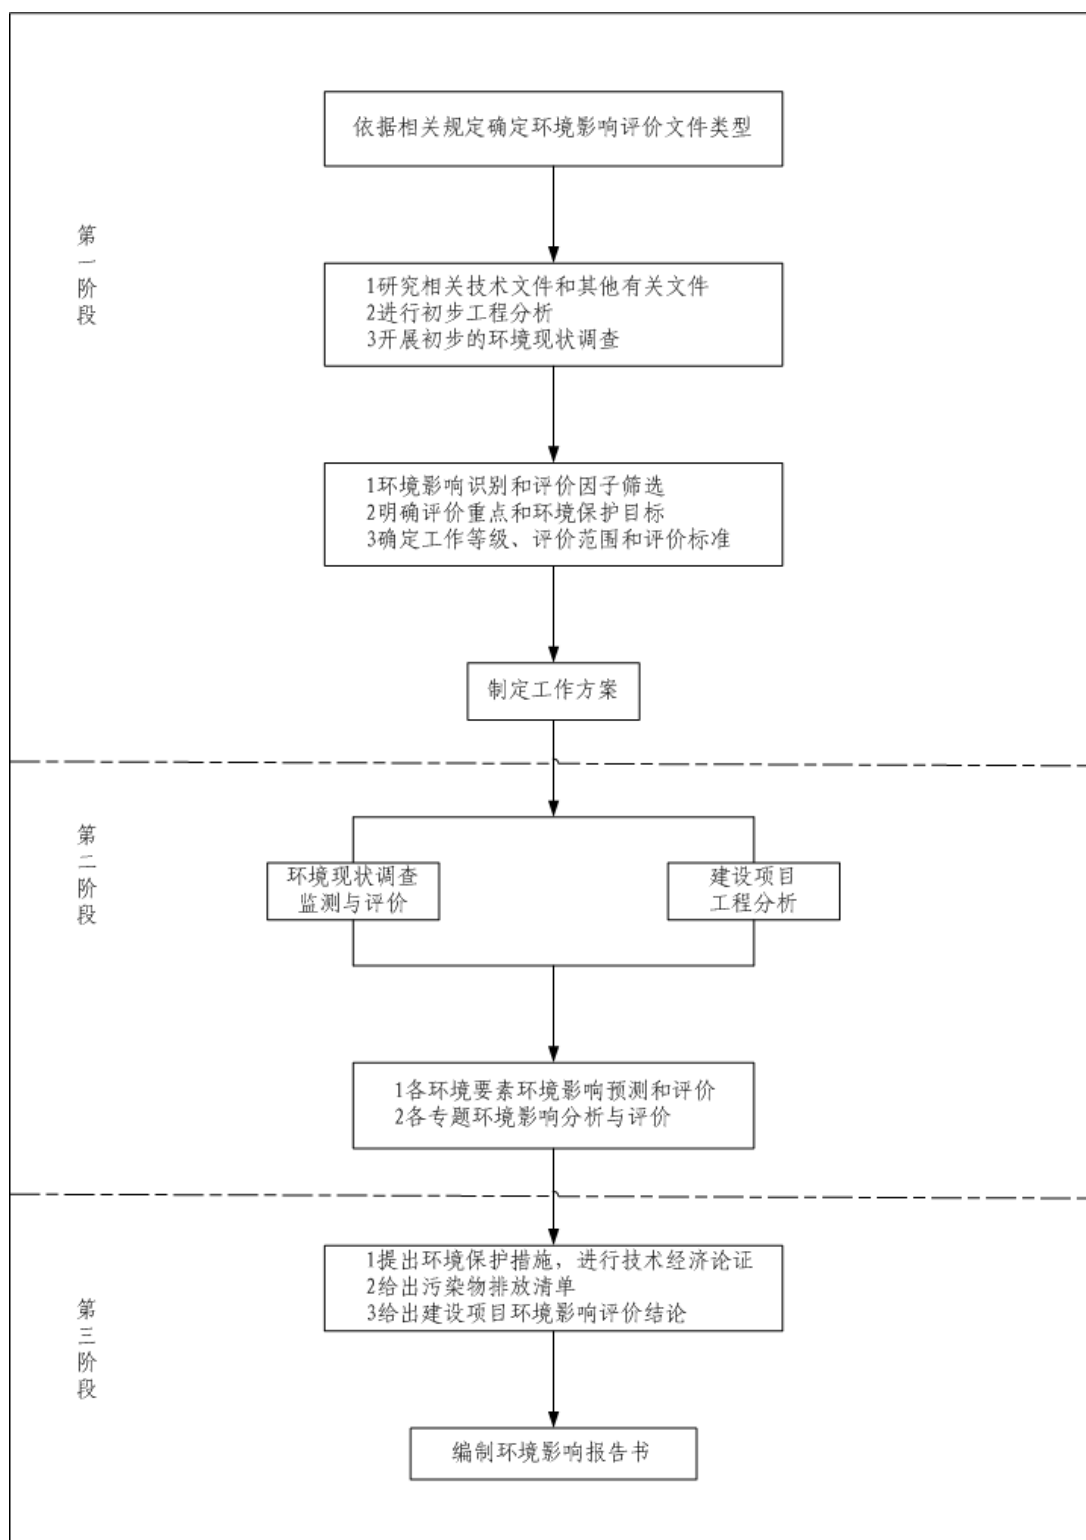 依据相关规定确定环境影响评价文件类型
第一阶段
1研究相关技术文件和其他有关文件
2进行初步工程分析
3开展初步的环境现状调查
1环境影响识别和评价因子筛选
2明确评价重点和环境保护目标
3确定工作等级、评价范围和评价标准
制定工作方案
第二阶段
环境现状调查
监测与评价
建设项目
工程分析
1各环境要素环境影响预测和评价
2各专题环境影响分析与评价
第三阶段
1提出环境保护措施，进行技术经济论证
2给出污染物排放清单
3给出建设项目环境影响评价结论
编制环境影响报告书